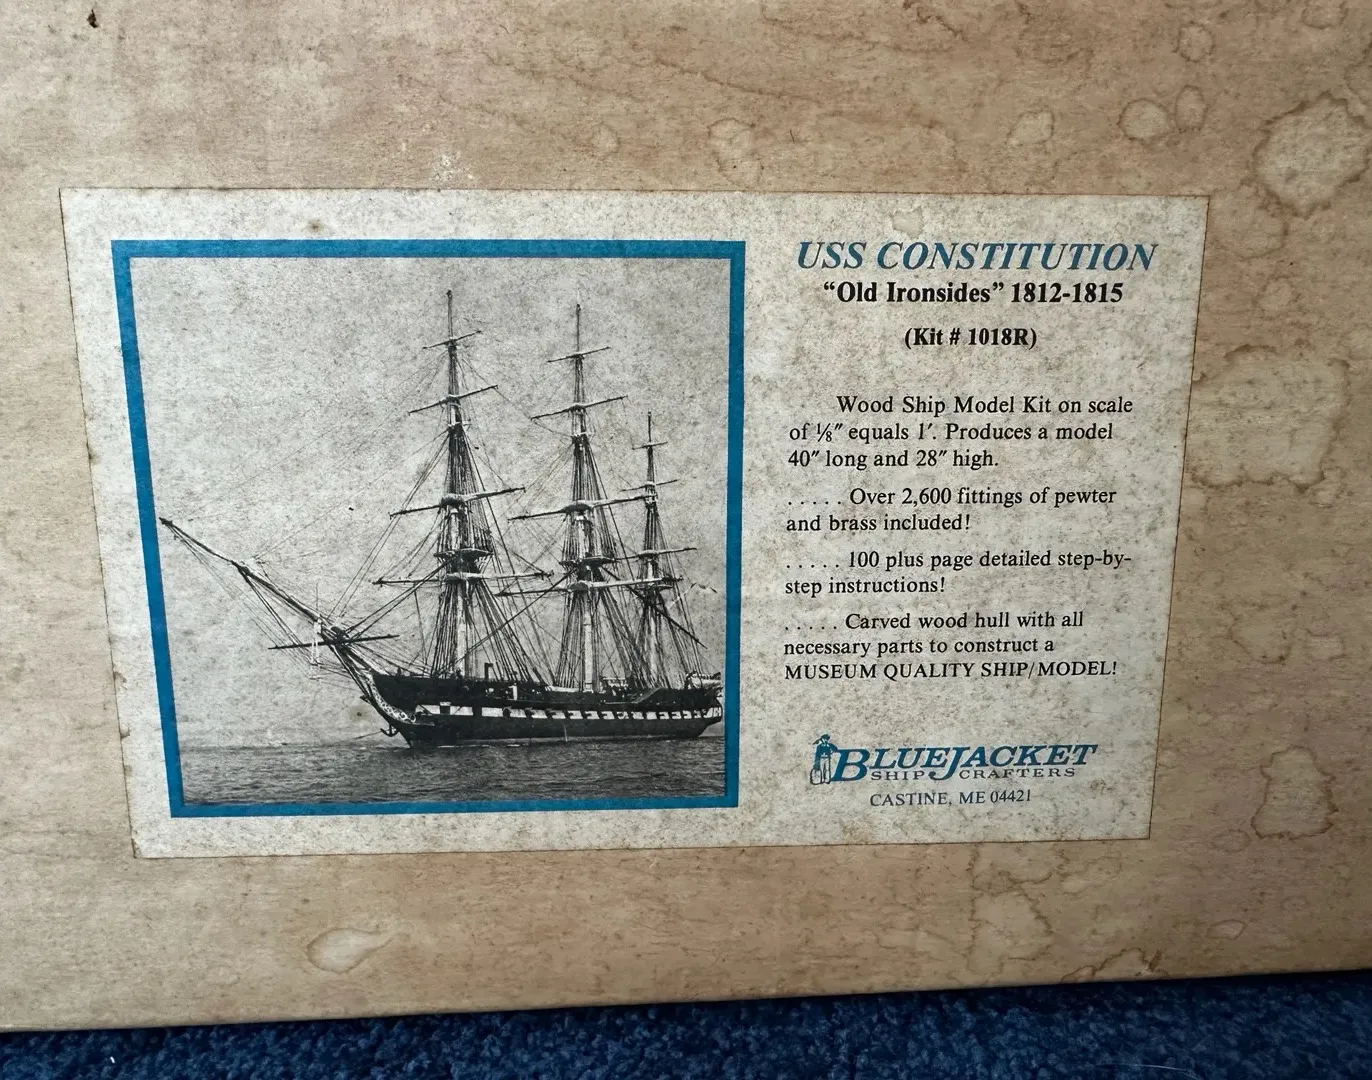 USS CONSTITUTION
“Old Ironsides” 1812-1815
(Kit # 1018R)
Wood Ship Model Kit on scale
of ⅛″ equals 1′. Produces a model
40″ long and 28″ high.
. . . . . Over 2,600 fittings of pewter
and brass included!
. . . . . 100 plus page detailed step-by-
step instructions!
. . . . . Carved wood hull with all
necessary parts to construct a
MUSEUM QUALITY SHIP/MODEL!
BLUEJACKET
SHIP CRAFTERS
CASTINE, ME 04421